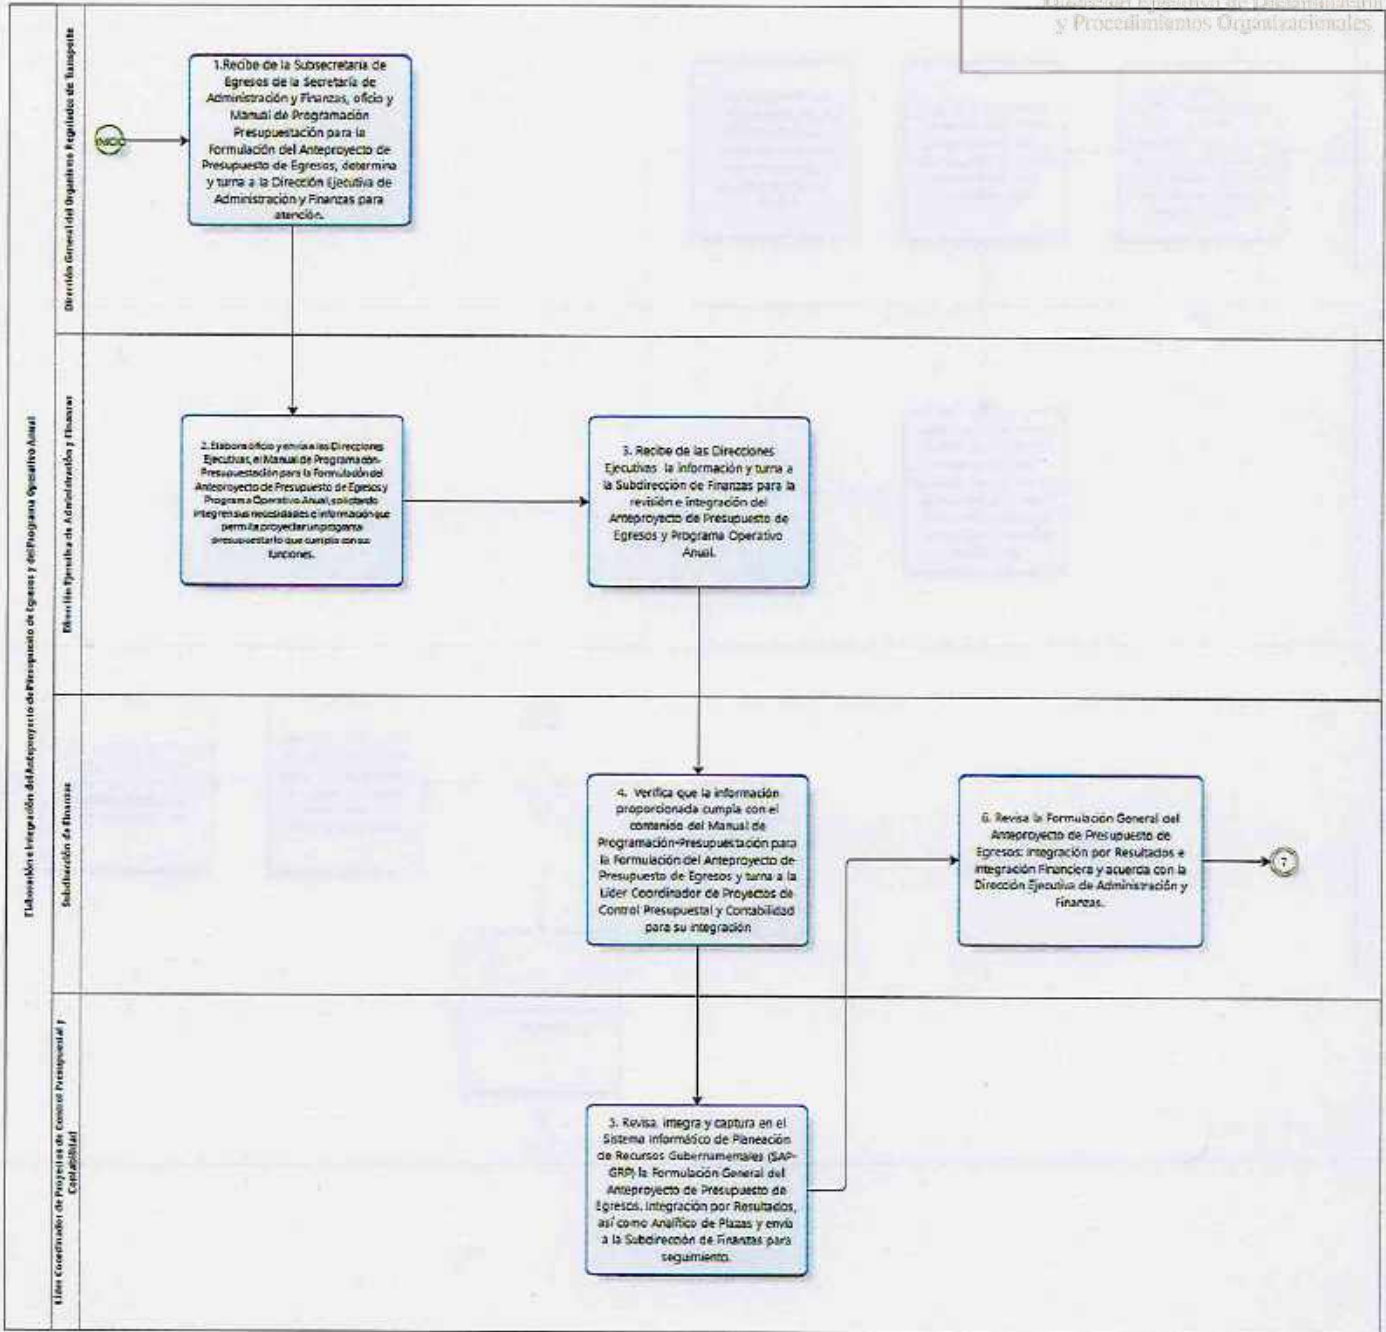 y Procedimientos Organizacionales
Elaboración e Integración del Anteproyecto de Presupuesto de Egresos y del Programa Operativo Anual
Dirección General del Organismo Regulador de Transporte
INICIO
1.Recibe de la Subsecretaría de
Egresos de la Secretaría de
Administración y Finanzas, oficio y
Manual de Programación
Presupuestación para la
Formulación del Anteproyecto de
Presupuesto de Egresos, determina
y turna a la Dirección Ejecutiva de
Administración y Finanzas para
atención.
Dirección Ejecutiva de Administración y Finanzas
2. Elabora oficio y envía a las Direcciones
Ejecutivas, el Manual de Programación-
Presupuestación para la Formulación del
Anteproyecto de Presupuesto de Egresos y
Programa Operativo Anual, solicitando
integren sus necesidades e información que
permita proyectar un programa
presupuestario que cumpla con sus
funciones.
3. Recibe de las Direcciones
Ejecutivas la información y turna a
la Subdirección de Finanzas para la
revisión e integración del
Anteproyecto de Presupuesto de
Egresos y Programa Operativo
Anual.
Subdirección de Finanzas
4. Verifica que la información
proporcionada cumpla con el
contenido del Manual de
Programación-Presupuestación para
la Formulación del Anteproyecto de
Presupuesto de Egresos y turna a la
Líder Coordinador de Proyectos de
Control Presupuestal y Contabilidad
para su integración
6. Revisa la Formulación General del
Anteproyecto de Presupuesto de
Egresos: Integración por Resultados e
integración Financiera y acuerda con la
Dirección Ejecutiva de Administración y
Finanzas.
7
Líder Coordinador de Proyectos de Control Presupuestal y
Contabilidad
5. Revisa, integra y captura en el
Sistema Informático de Planeación
de Recursos Gubernamentales (SAP-
GRP) la Formulación General del
Anteproyecto de Presupuesto de
Egresos, Integración por Resultados,
así como Analítico de Plazas y envía
a la Subdirección de Finanzas para
seguimiento.